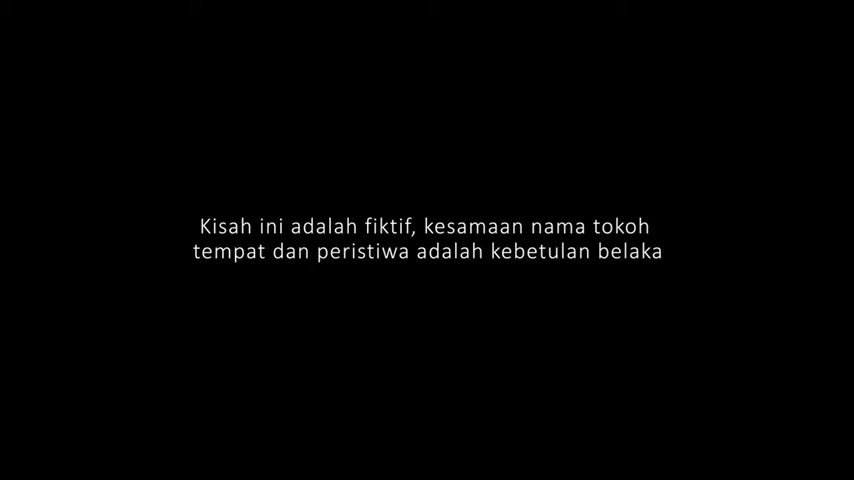 Kisah ini adalah fiktif, kesamaan nama tokoh
tempat dan peristiwa adalah kebetulan belaka